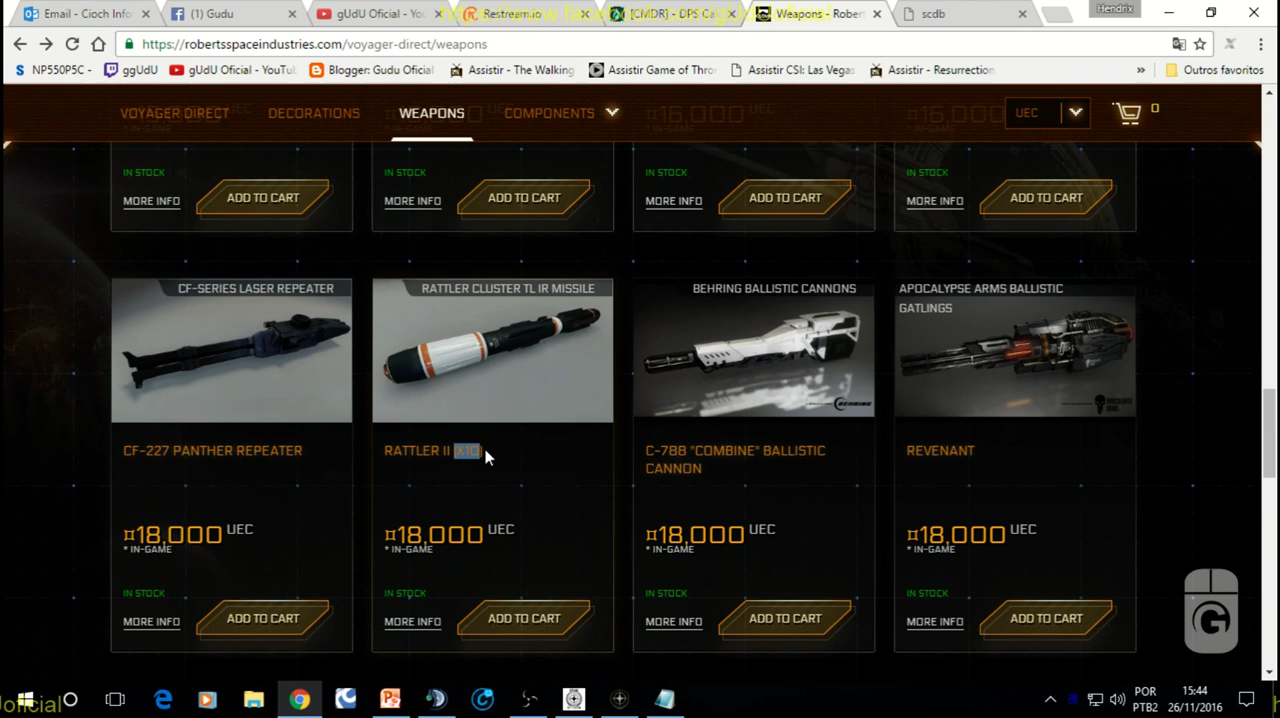 Hendrix
Email - Cioch Info
(1) Gudu
gUdU Oficial - You
Restream.io
[CMDR] - DPS Ca
Weapons - Robert
scdb
https://robertsspaceindustries.com/voyager-direct/weapons
NP550P5C -
ggUdU
gUdU Oficial - YouTu
Blogger: Gudu Oficial
Assistir - The Walking
Assistir Game of Thro
Assistir CSI: Las Vegas
Assistir - Resurrection
»
Outros favoritos
VOYAGER DIRECT
DECORATIONS
WEAPONS
COMPONENTS
UEC
0
16,000 UEC
IN STOCK
MORE INFO
ADD TO CART
IN STOCK
MORE INFO
ADD TO CART
IN STOCK
MORE INFO
ADD TO CART
IN STOCK
MORE INFO
ADD TO CART
CF-SERIES LASER REPEATER
CF-227 PANTHER REPEATER
¤18,000 UEC
* IN-GAME
IN STOCK
MORE INFO
ADD TO CART
RATTLER CLUSTER TL IR MISSILE
RATTLER II (X10)
¤18,000 UEC
* IN-GAME
IN STOCK
MORE INFO
ADD TO CART
BEHRING BALLISTIC CANNONS
BEHRING
C-788 "COMBINE" BALLISTIC
CANNON
¤18,000 UEC
* IN-GAME
IN STOCK
MORE INFO
ADD TO CART
APOCALYPSE ARMS BALLISTIC
GATLINGS
REVENANT
¤18,000 UEC
* IN-GAME
IN STOCK
MORE INFO
ADD TO CART
G
oficial
POR
PTB2
15:44
26/11/2016